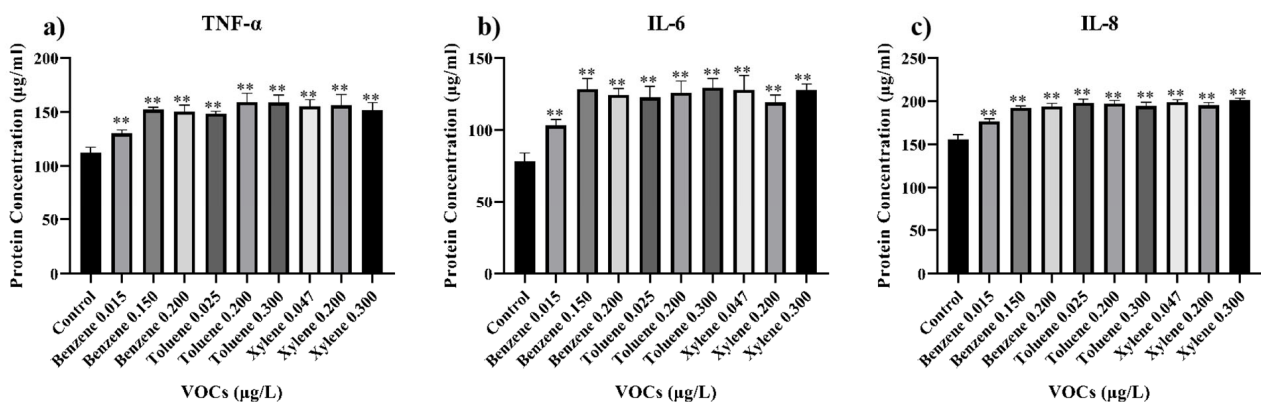 a)
TNF-α
Protein Concentration (µg/ml)
200
150
100
50
0
**
**
**
**
**
**
**
**
**
Control
Benzene 0.015
Benzene 0.150
Benzene 0.200
Toluene 0.025
Toluene 0.200
Toluene 0.300
Xylene 0.047
Xylene 0.200
Xylene 0.300
VOCs (µg/L)
b)
IL-6
Protein Concentration (µg/ml)
150
100
50
0
**
**
**
**
**
**
**
**
**
Control
Benzene 0.015
Benzene 0.150
Benzene 0.200
Toluene 0.025
Toluene 0.200
Toluene 0.300
Xylene 0.047
Xylene 0.200
Xylene 0.300
VOCs (µg/L)
c)
IL-8
Protein Concentration (µg/ml)
250
200
150
100
50
0
**
**
**
**
**
**
**
**
**
Control
Benzene 0.015
Benzene 0.150
Benzene 0.200
Toluene 0.025
Toluene 0.200
Toluene 0.300
Xylene 0.047
Xylene 0.200
Xylene 0.300
VOCs (µg/L)